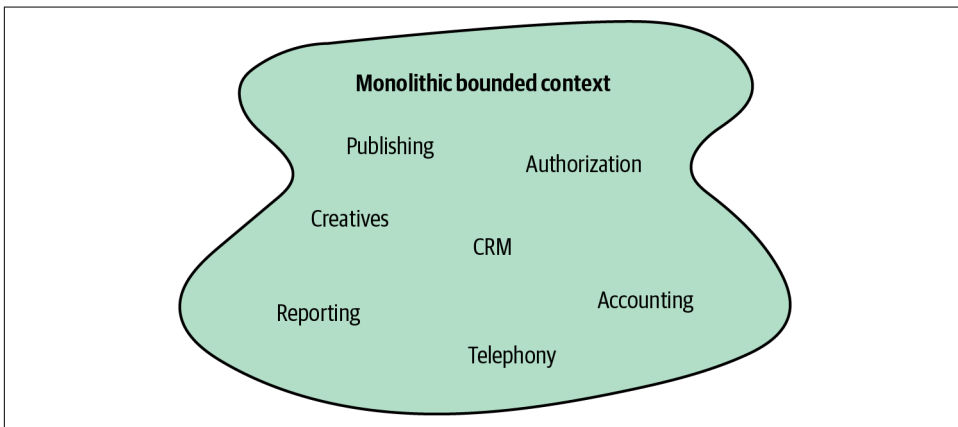 Monolithic bounded context
Publishing
Authorization
Creatives
CRM
Accounting
Reporting
Telephony